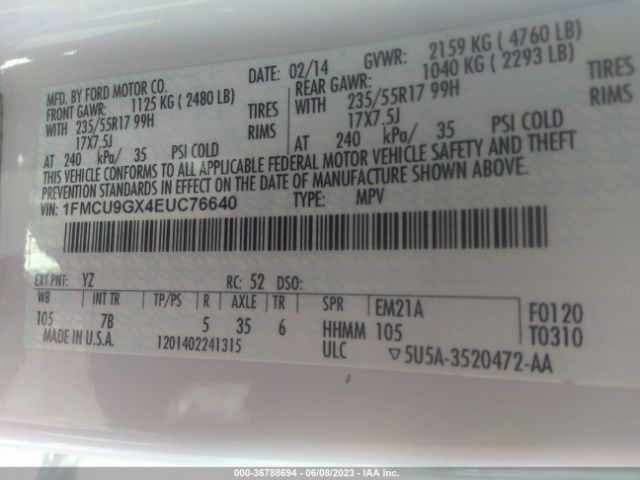 MFD. BY FORD MOTOR CO. DATE: 02/14 GVWR: 2159 KG ( 4760 LB)
FRONT GAWR: 1125 KG ( 2480 LB) REAR GAWR: 1040 KG ( 2293 LB)
WITH 235/55R17 99H TIRES WITH 235/55R17 99H TIRES
17X7.5J RIMS 17X7.5J RIMS
AT 240 kPa/ 35 PSI COLD AT 240 kPa/ 35 PSI COLD
THIS VEHICLE CONFORMS TO ALL APPLICABLE FEDERAL MOTOR VEHICLE SAFETY AND THEFT
PREVENTION STANDARDS IN EFFECT ON THE DATE OF MANUFACTURE SHOWN ABOVE.
VIN: 1FMCU9GX4EUC76640 TYPE: MPV
EXT PNT: YZ RC: 52 DSO:
WB INT TR TP/PS R AXLE TR SPR EM21A F0120
105 7B 5 35 6 HHMM 105 T0310
MADE IN U.S.A. 1201402241315 ULC ▽5U5A-3520472-AA
000-36788694 - 06/08/2023 - IAA Inc.